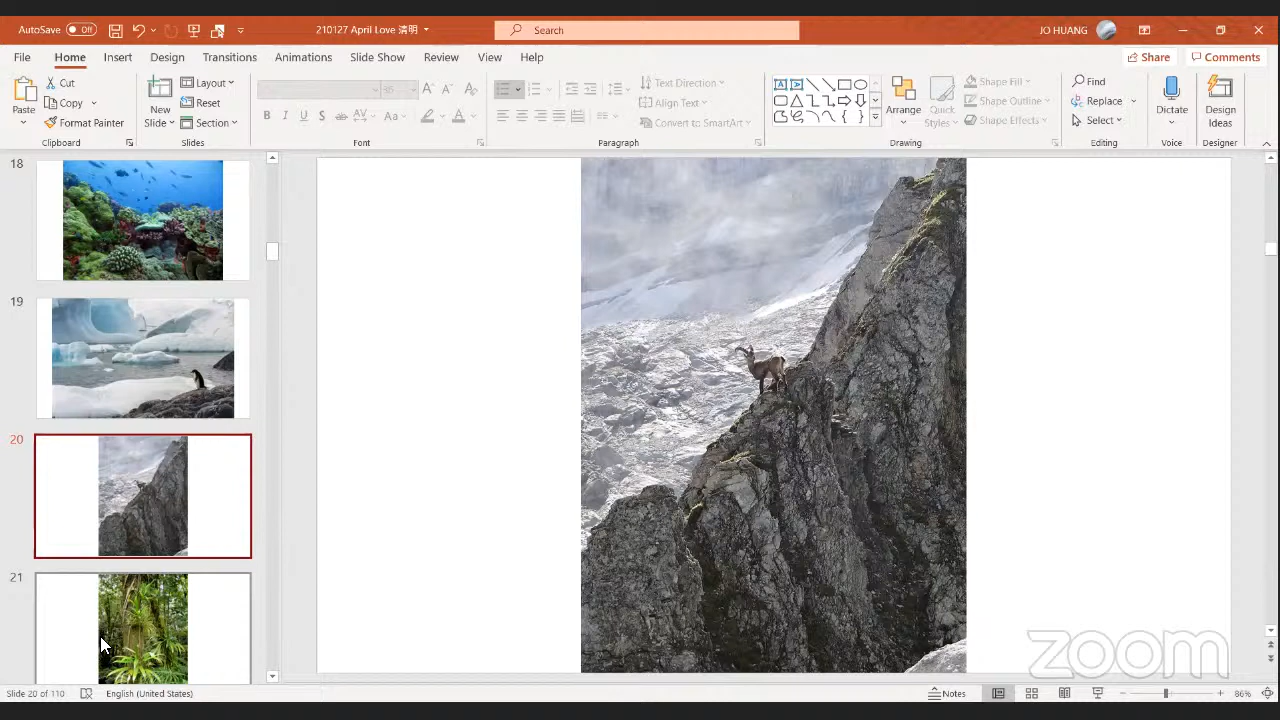 AutoSave Off 210127 April Love 清明 Search JO HUANG
File Home Insert Design Transitions Animations Slide Show Review View Help Share Comments
Paste Cut Copy Format Painter
New Slide Layout Reset Section
Text Direction Align Text Convert to SmartArt
Arrange Quick Styles Shape Fill Shape Outline Shape Effects
Find Replace Select
Dictate Design Ideas
Clipboard Slides Font Paragraph Drawing Editing Voice Designer
18
19
20
21
zoom
Slide 20 of 110 English (United States) Notes 86%